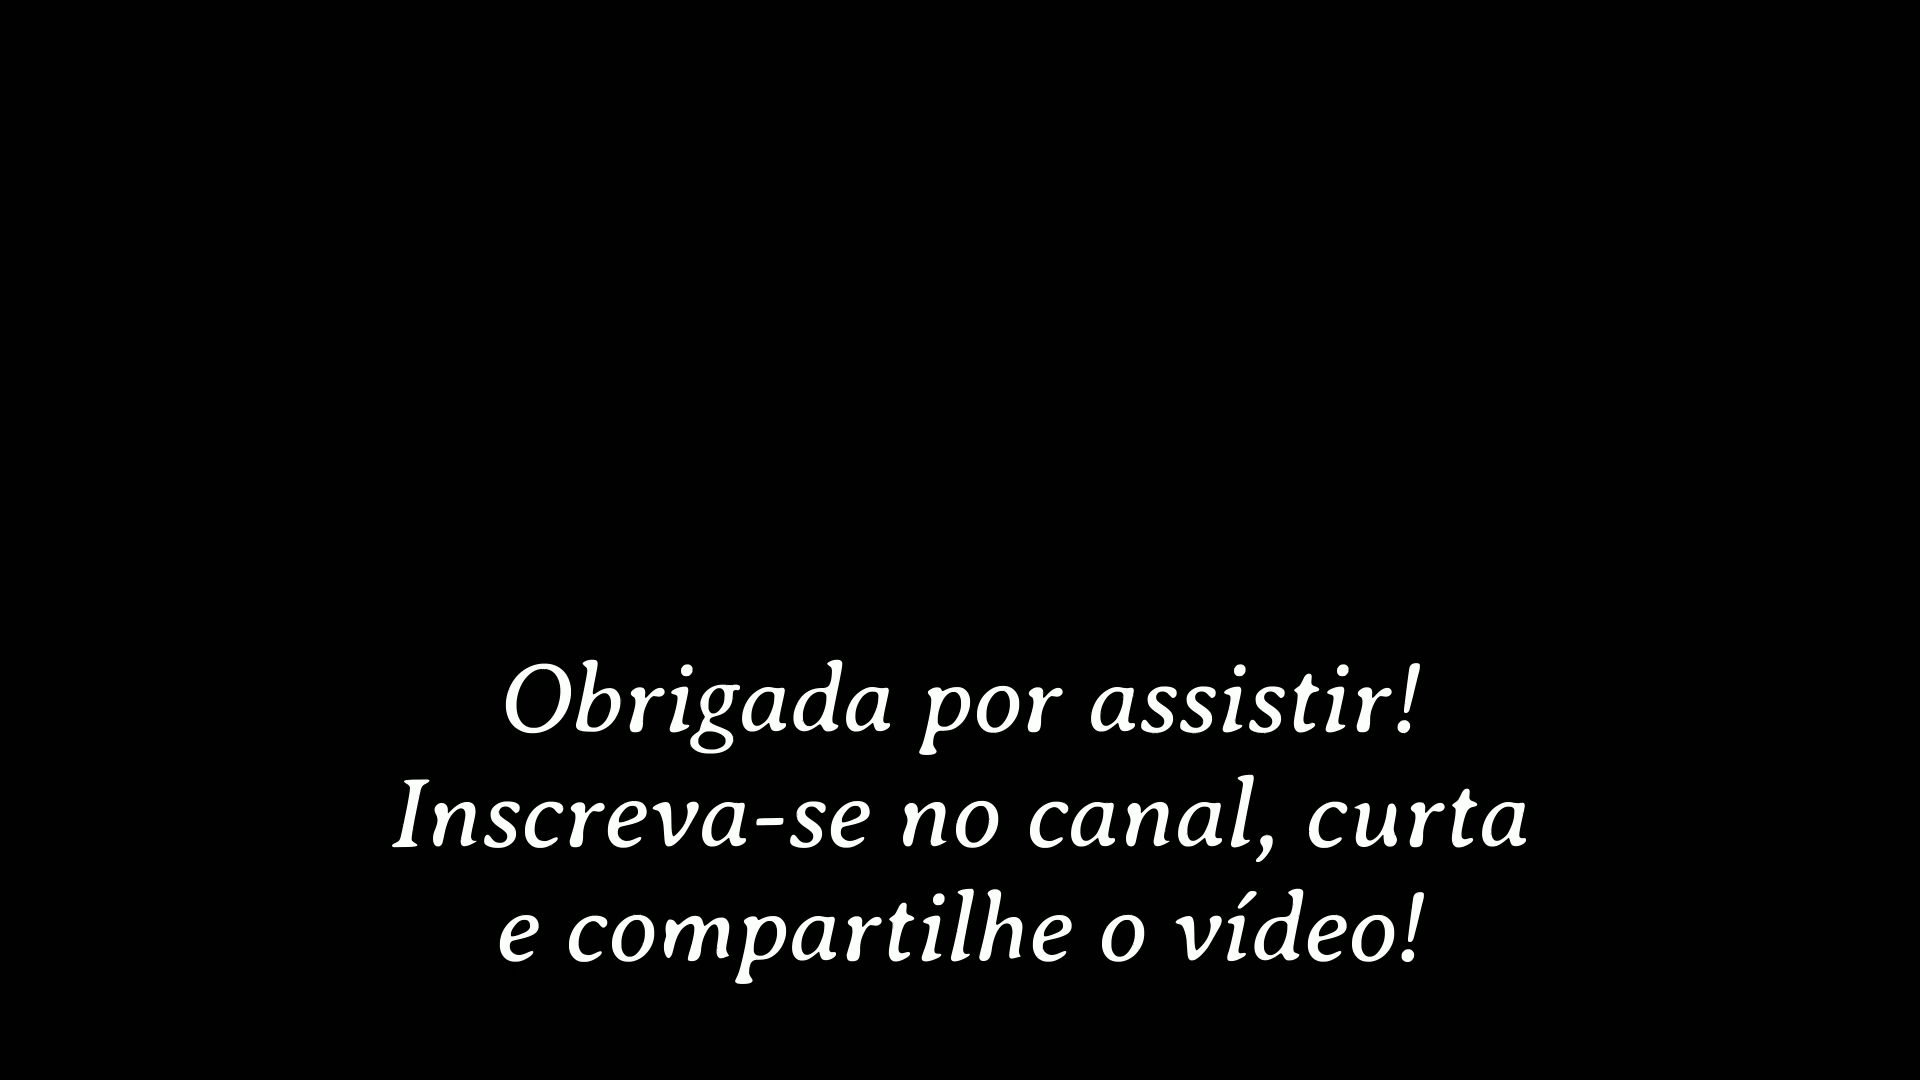 Obrigada por assistir!
Inscreva-se no canal, curta
e compartilhe o vídeo!